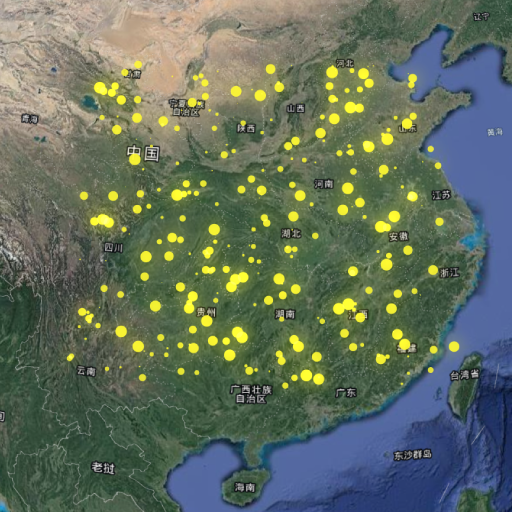 辽宁
河北
宁夏回族
自治区
山西
青海
陕西
山东
黄海
中国
河南
江苏
湖北
安徽
四川
浙江
贵州
湖南
云南
台湾省
广西壮族
自治区
广东
老挝
东沙群岛
海南